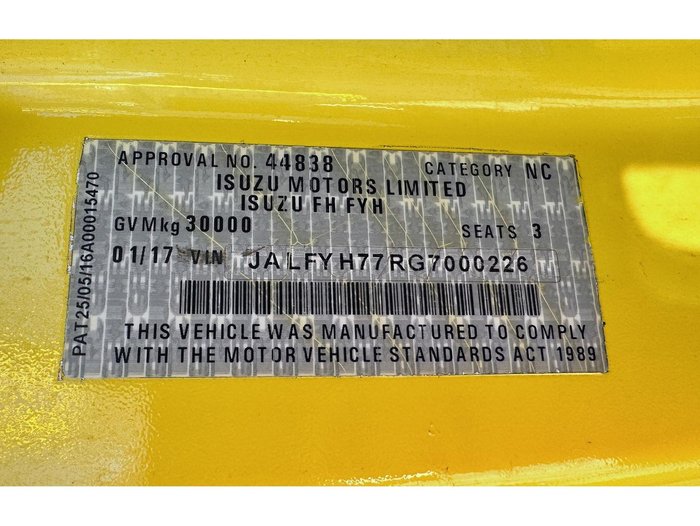 APPROVAL NO. 44838 CATEGORY NC
ISUZU MOTORS LIMITED
ISUZU FH FYH
GVMkg 30000 SEATS 3
01/17 VIN JALFYH77RG7000226
THIS VEHICLE WAS MANUFACTURED TO COMPLY
WITH THE MOTOR VEHICLE STANDARDS ACT 1989
PAT25/05/16A00015470